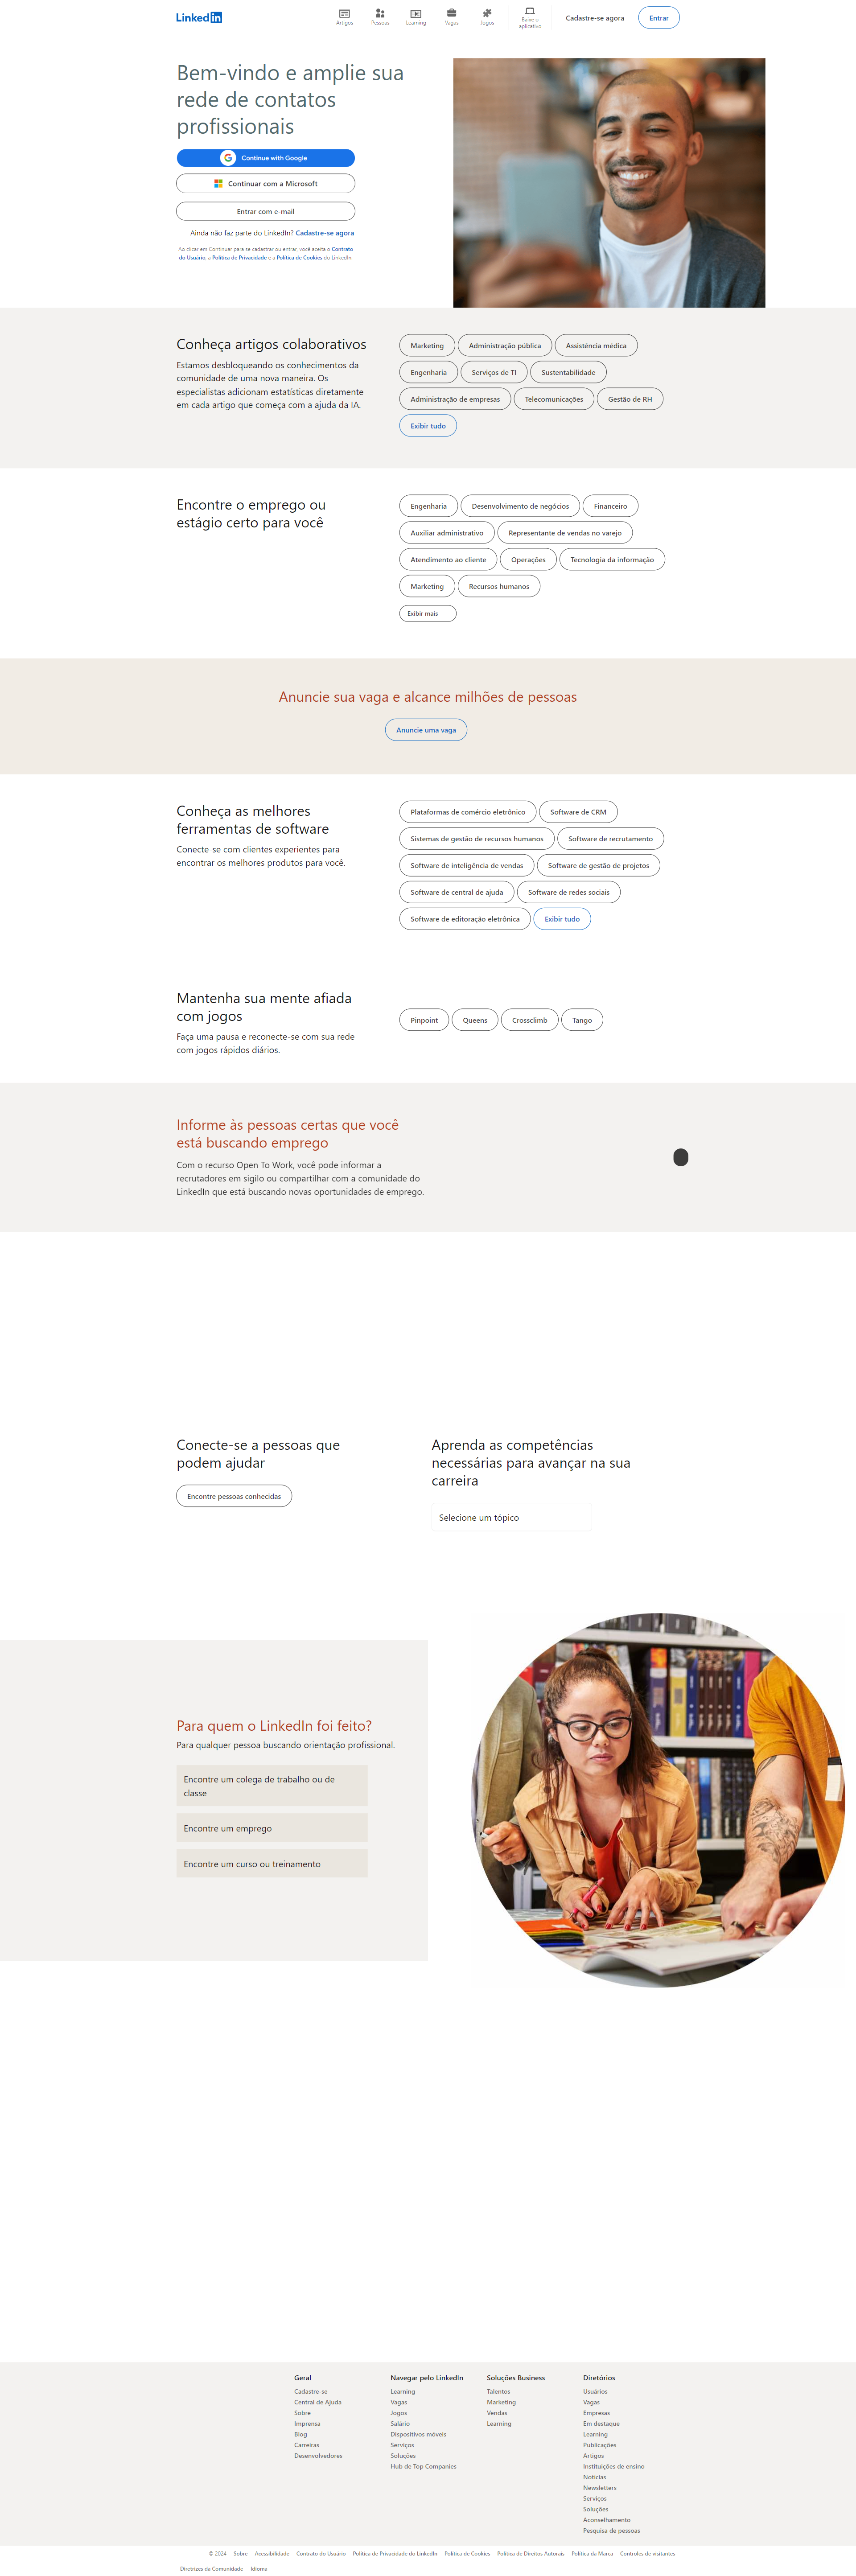 LinkedIn
Artigos
Pessoas
Learning
Vagas
Jogos
Baixe o
aplicativo
Cadastre-se agora
Entrar
Bem-vindo e amplie sua
rede de contatos
profissionais
Continue with Google
Continuar com a Microsoft
Entrar com e-mail
Ainda não faz parte do LinkedIn? Cadastre-se agora
Ao clicar em Continuar para se cadastrar ou entrar, você aceita o Contrato
do Usuário, a Política de Privacidade e a Política de Cookies do LinkedIn.
Conheça artigos colaborativos
Estamos desbloqueando os conhecimentos da
comunidade de uma nova maneira. Os
especialistas adicionam estatísticas diretamente
em cada artigo que começa com a ajuda da IA.
Marketing
Administração pública
Assistência médica
Engenharia
Serviços de TI
Sustentabilidade
Administração de empresas
Telecomunicações
Gestão de RH
Exibir tudo
Encontre o emprego ou
estágio certo para você
Engenharia
Desenvolvimento de negócios
Financeiro
Auxiliar administrativo
Representante de vendas no varejo
Atendimento ao cliente
Operações
Tecnologia da informação
Marketing
Recursos humanos
Exibir mais
Anuncie sua vaga e alcance milhões de pessoas
Anuncie uma vaga
Conheça as melhores
ferramentas de software
Conecte-se com clientes experientes para
encontrar os melhores produtos para você.
Plataformas de comércio eletrônico
Software de CRM
Sistemas de gestão de recursos humanos
Software de recrutamento
Software de inteligência de vendas
Software de gestão de projetos
Software de central de ajuda
Software de redes sociais
Software de editoração eletrônica
Exibir tudo
Mantenha sua mente afiada
com jogos
Faça uma pausa e reconecte-se com sua rede
com jogos rápidos diários.
Pinpoint
Queens
Crossclimb
Tango
Informe às pessoas certas que você
está buscando emprego
Com o recurso Open To Work, você pode informar a
recrutadores em sigilo ou compartilhar com a comunidade do
LinkedIn que está buscando novas oportunidades de emprego.
Conecte-se a pessoas que
podem ajudar
Encontre pessoas conhecidas
Aprenda as competências
necessárias para avançar na sua
carreira
Selecione um tópico
Para quem o LinkedIn foi feito?
Para qualquer pessoa buscando orientação profissional.
Encontre um colega de trabalho ou de
classe
Encontre um emprego
Encontre um curso ou treinamento
Geral
Cadastre-se
Central de Ajuda
Sobre
Imprensa
Blog
Carreiras
Desenvolvedores
Navegar pelo LinkedIn
Learning
Vagas
Jogos
Salário
Dispositivos móveis
Serviços
Soluções
Hub de Top Companies
Soluções Business
Talentos
Marketing
Vendas
Learning
Diretórios
Usuários
Vagas
Empresas
Em destaque
Learning
Publicações
Artigos
Instituições de ensino
Notícias
Newsletters
Serviços
Soluções
Aconselhamento
Pesquisa de pessoas
© 2024 Sobre Acessibilidade Contrato do Usuário Política de Privacidade do LinkedIn Política de Cookies Política de Direitos Autorais Política da Marca Controles de visitantes
Diretrizes da Comunidade Idioma